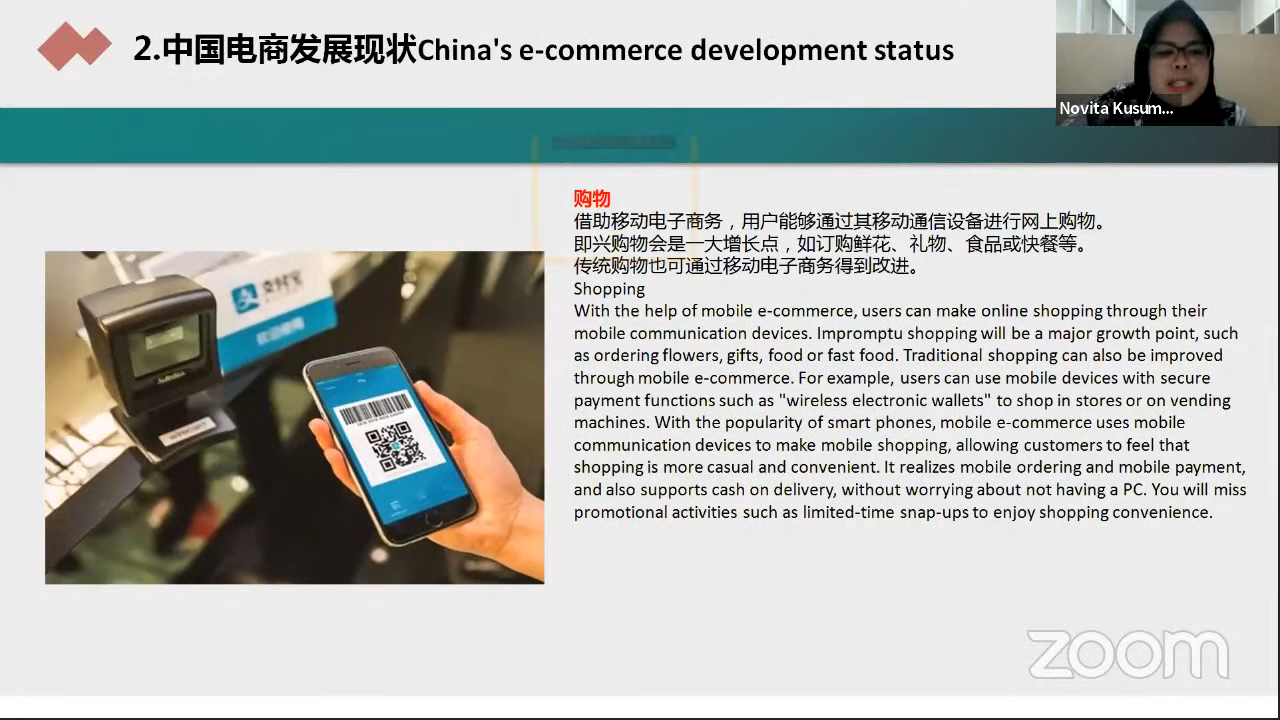 2.中国电商发展现状China's e-commerce development status
Novita Kusum...
购物
借助移动电子商务，用户能够通过其移动通信设备进行网上购物。
即兴购物会是一大增长点，如订购鲜花、礼物、食品或快餐等。
传统购物也可通过移动电子商务得到改进。
Shopping
With the help of mobile e-commerce, users can make online shopping through their
mobile communication devices. Impromptu shopping will be a major growth point, such
as ordering flowers, gifts, food or fast food. Traditional shopping can also be improved
through mobile e-commerce. For example, users can use mobile devices with secure
payment functions such as "wireless electronic wallets" to shop in stores or on vending
machines. With the popularity of smart phones, mobile e-commerce uses mobile
communication devices to make mobile shopping, allowing customers to feel that
shopping is more casual and convenient. It realizes mobile ordering and mobile payment,
and also supports cash on delivery, without worrying about not having a PC. You will miss
promotional activities such as limited-time snap-ups to enjoy shopping convenience.
支付宝
zoom